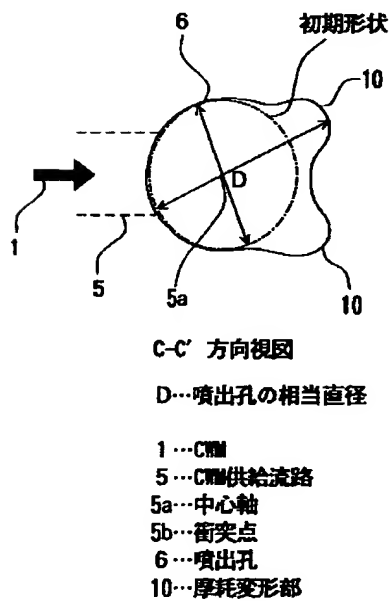 6
初期形状
10
D
1
5
5a
10
C-C′ 方向視図
D…噴出孔の相当直径
1…CWM
5…CWM供給流路
5a…中心軸
5b…衝突点
6…噴出孔
10…摩耗変形部